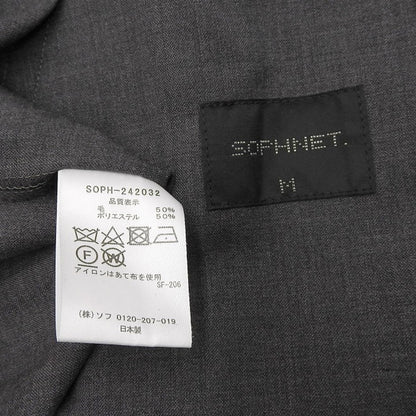 SOPHNET.
M
SOPH-242032
品質表示
毛 50%
ポリエステル 50%
F W
アイロンはあて布を使用
SF-206
(株)ソフ 0120-207-019
日本製